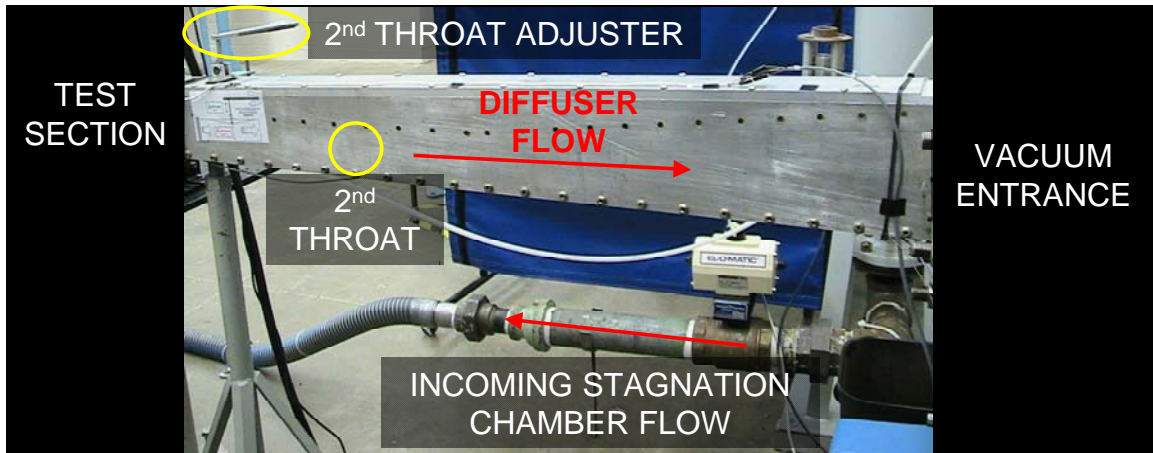 2nd THROAT ADJUSTER
TEST
SECTION
DIFFUSER
FLOW
VACUUM
ENTRANCE
2nd
THROAT
ELOMATIC
INCOMING STAGNATION
CHAMBER FLOW